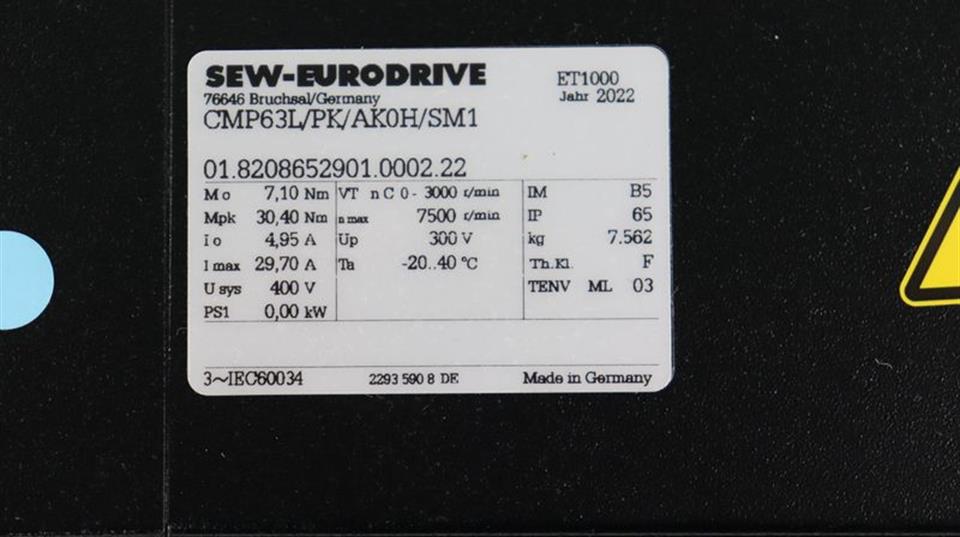 SEW-EURODRIVE ET1000
76646 Bruchsal/Germany Jahr 2022
CMP63L/PK/AK0H/SM1
01.8208652901.0002.22
Mo 7,10 Nm VT nC 0-3000 r/min IM B5
Mpk 30,40 Nm n max 7500 r/min IP 65
Io 4,95 A Up 300 V kg 7.562
I max 29,70 A Ta -20..40 °C Th.Kl. F
U sys 400 V TENV ML 03
PS1 0,00 kW
3~IEC60034 2293 590 8 DE Made in Germany